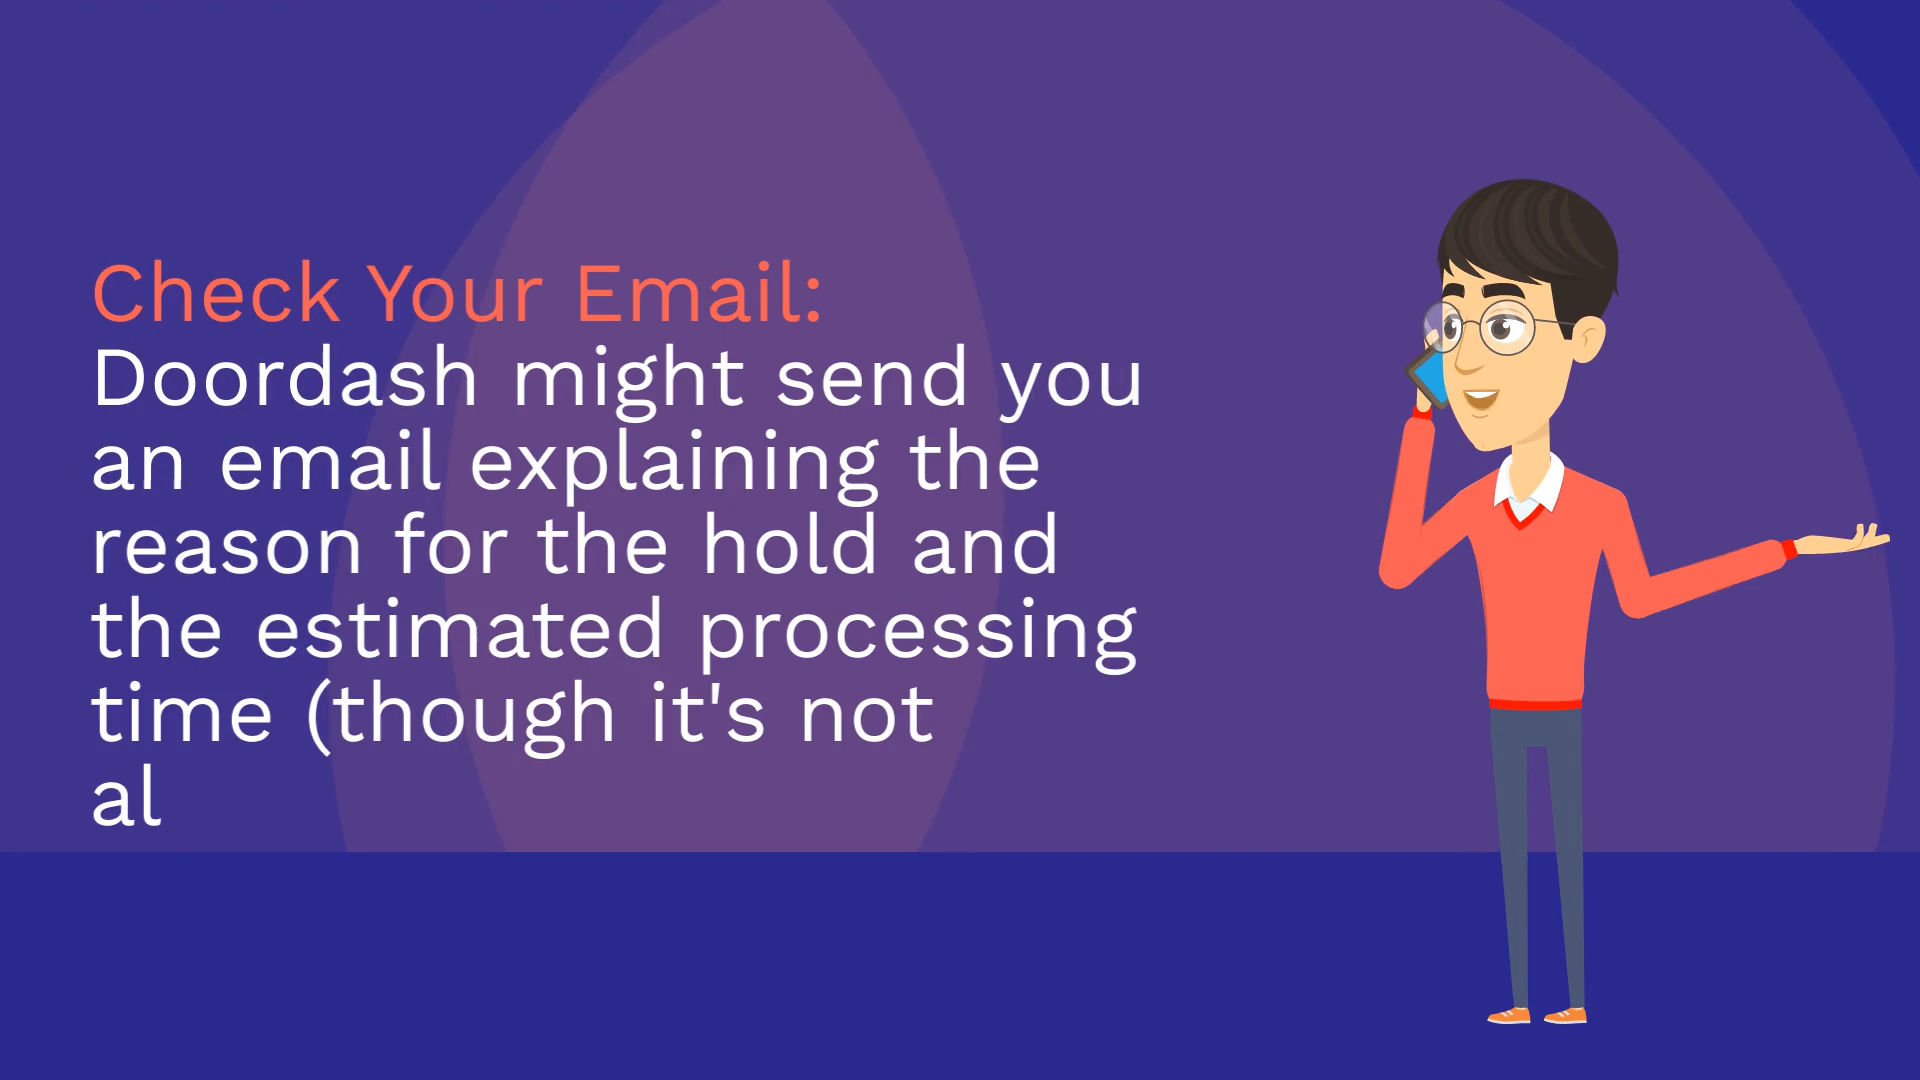 Check Your Email:
Doordash might send you
an email explaining the
reason for the hold and
the estimated processing
time (though it's not
al